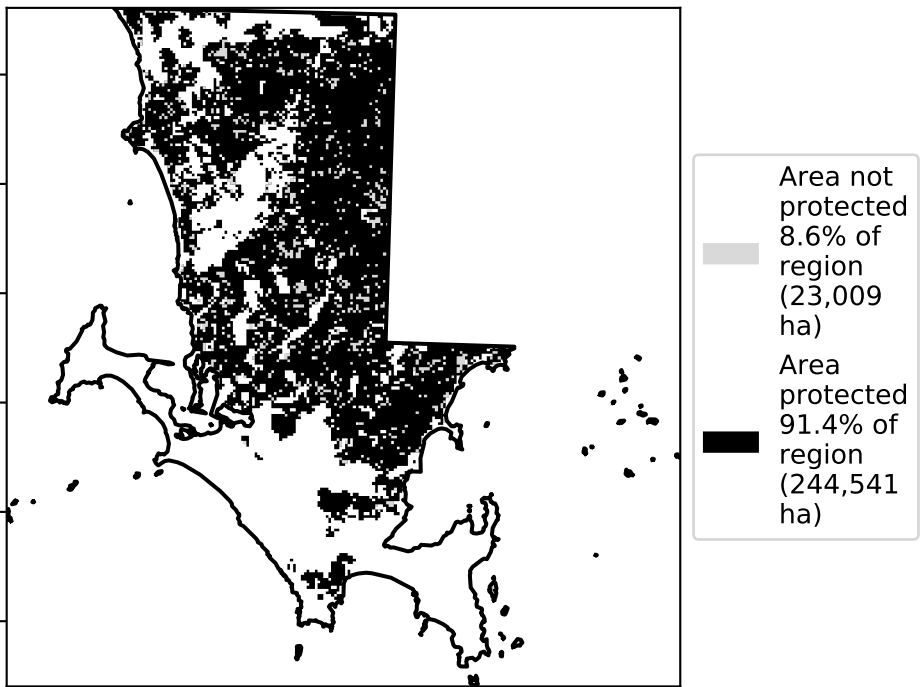 Area not
protected
8.6% of
region
(23,009
ha)
Area
protected
91.4% of
region
(244,541
ha)